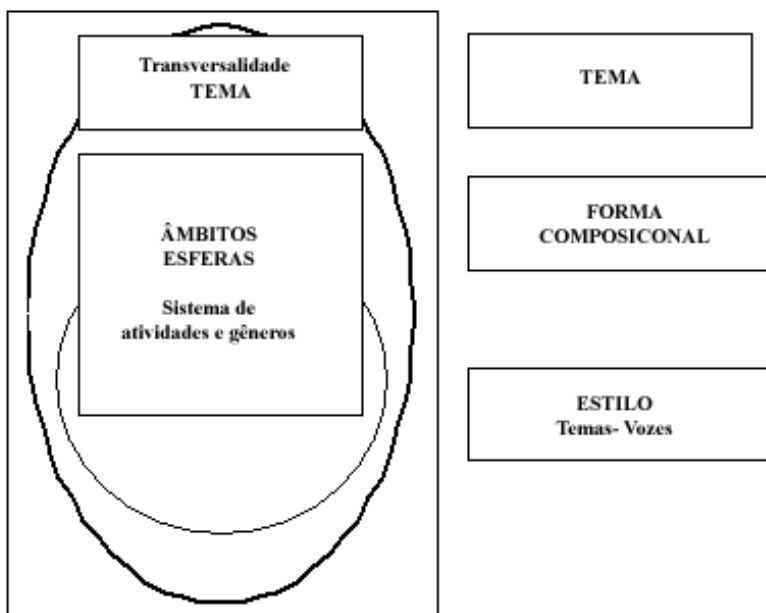 Transversalidade
TEMA
ÂMBITOS
ESFERAS
Sistema de
atividades e gêneros
TEMA
FORMA
COMPOSICONAL
ESTILO
Temas- Vozes